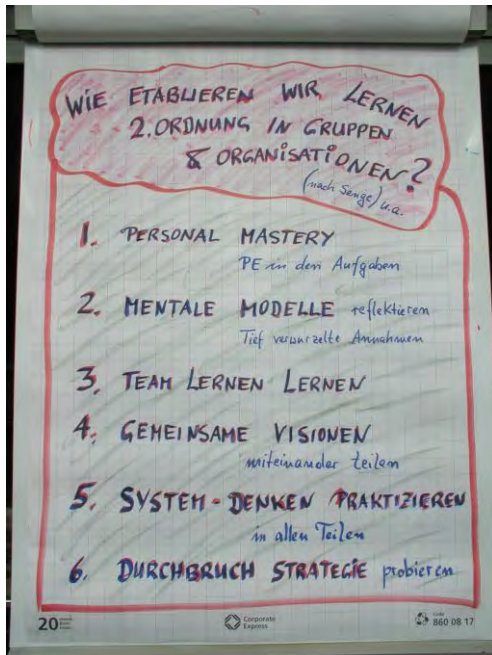 WIE ETABLIEREN WIR LERNEN
2. ORDNUNG IN GRUPPEN
& ORGANISATIONEN?
(nach Senge) u.a.
1. PERSONAL MASTERY
PE in den Aufgaben
2. MENTALE MODELLE reflektieren
Tief verwurzelte Annahmen
3. TEAM LERNEN LERNEN
4. GEMEINSAME VISIONEN
miteinander teilen
5. SYSTEM-DENKEN PRAKTIZIEREN
in allen Teilen
6. DURCHBRUCH STRATEGIE probieren
20
Corporate
Express
860 08 17